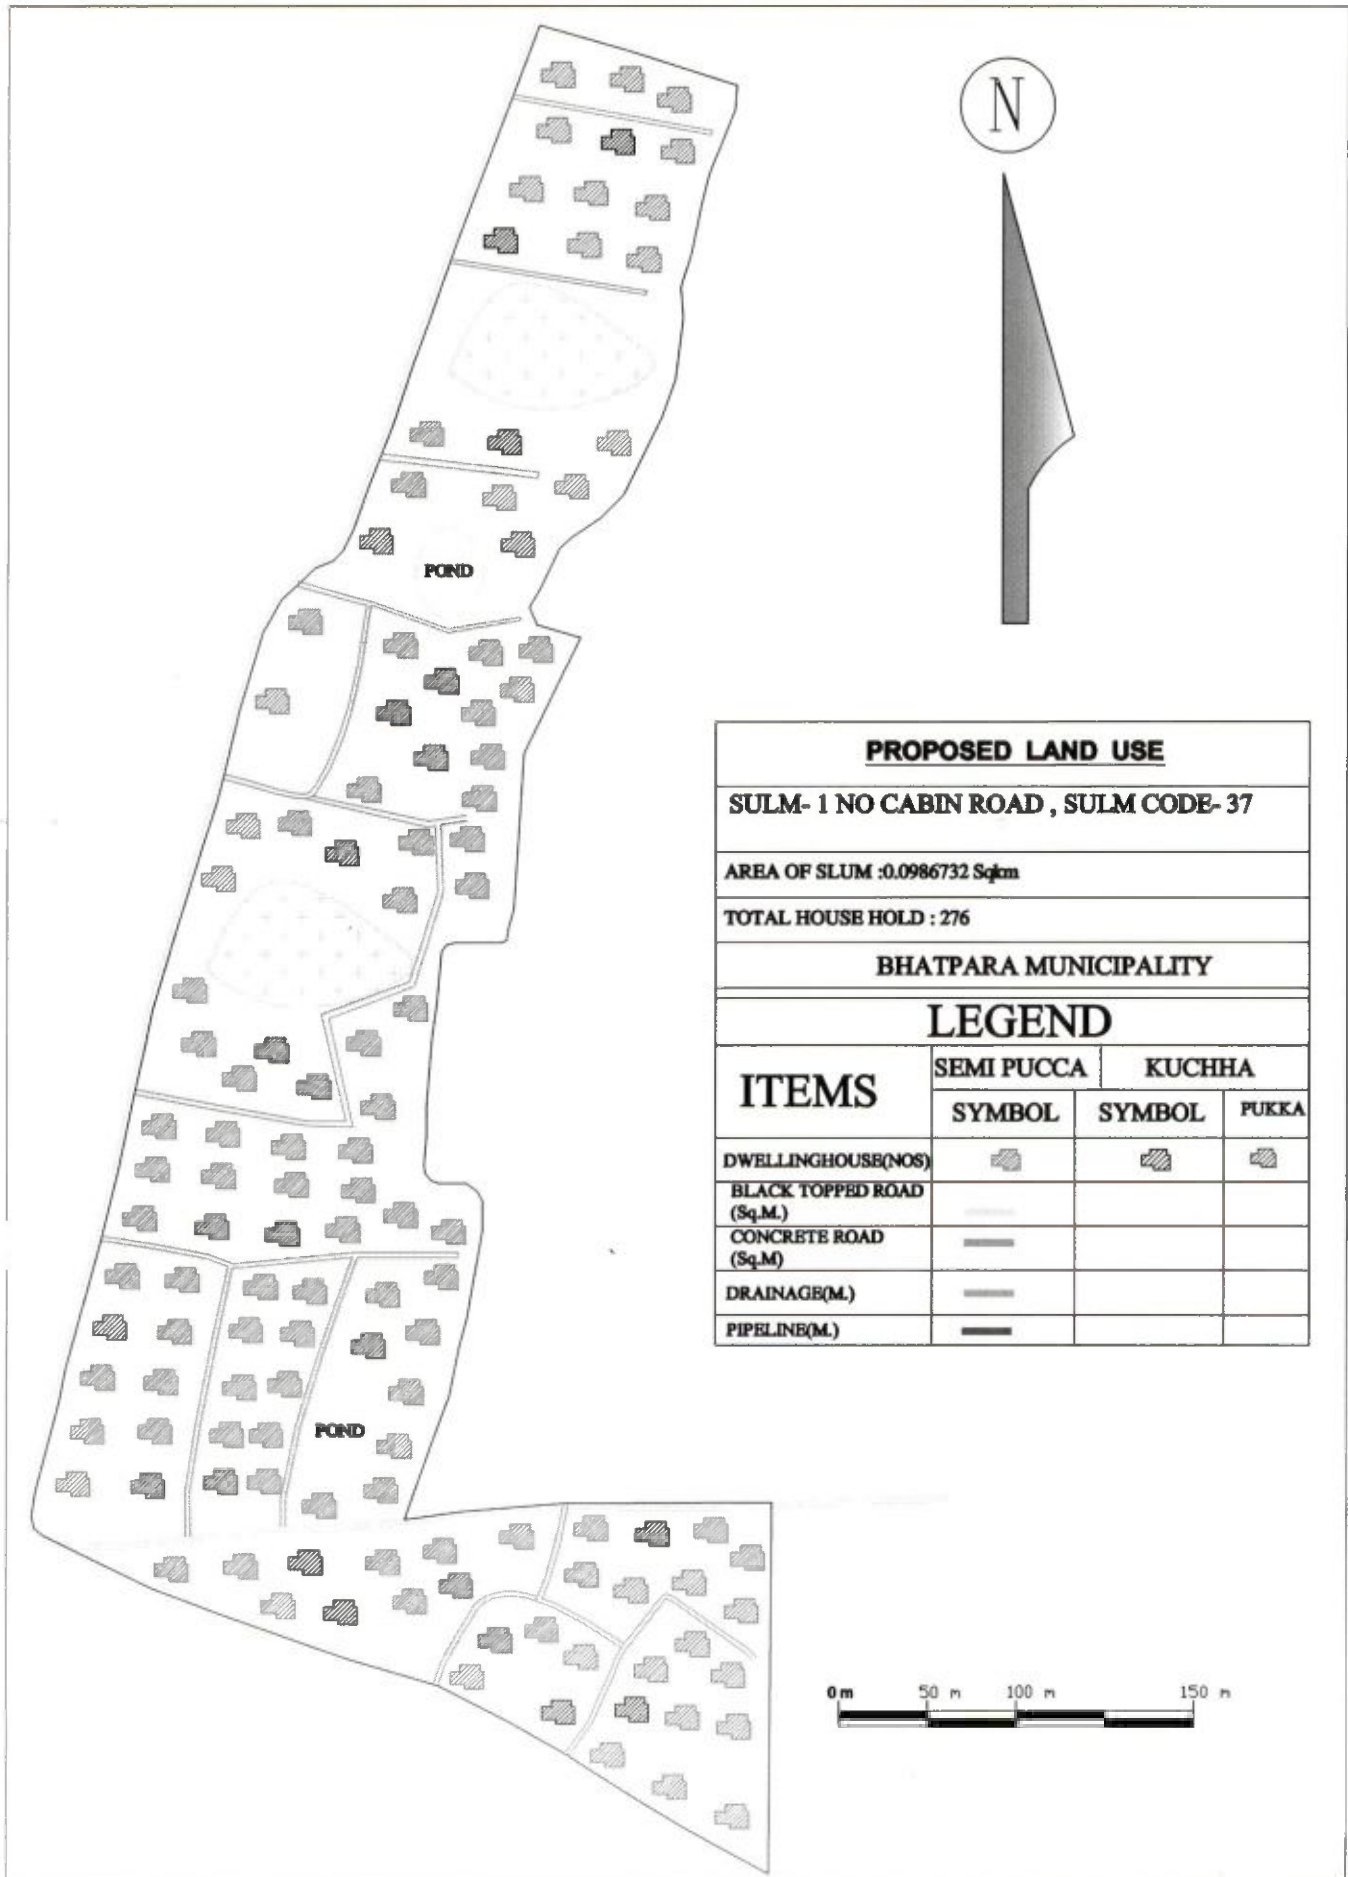 N
POND
POND
PROPOSED LAND USE
SULM- 1 NO CABIN ROAD , SULM CODE- 37
AREA OF SLUM :0.0986732 Sqkm
TOTAL HOUSE HOLD : 276
BHATPARA MUNICIPALITY
LEGEND
ITEMS
SEMI PUCCA
KUCHHA
SYMBOL
SYMBOL
PUKKA
DWELLINGHOUSE(NOS)
BLACK TOPPED ROAD
(Sq.M.)
CONCRETE ROAD
(Sq.M)
DRAINAGE(M.)
PIPELINE(M.)
0 m 50 m 100 m 150 m